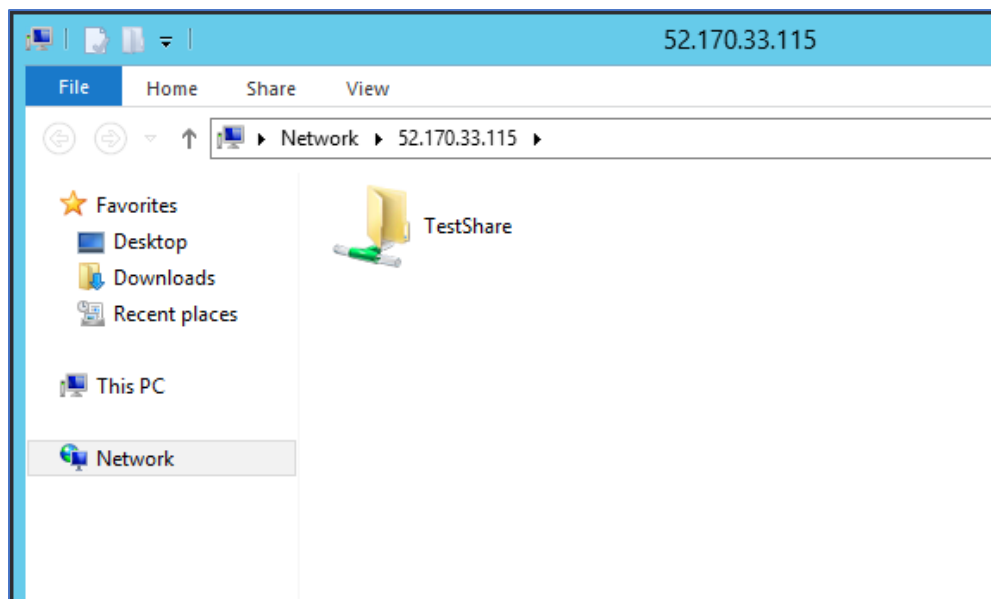 52.170.33.115
File Home Share View
Network 52.170.33.115
Favorites
TestShare
Desktop
Downloads
Recent places
This PC
Network